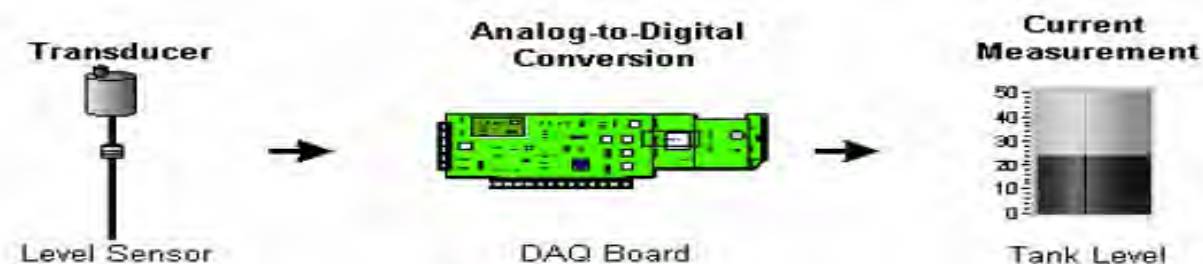 Transducer
Analog-to-Digital
Conversion
Current
Measurement
50
40
30
20
10
0
Level Sensor
DAQ Board
Tank Level